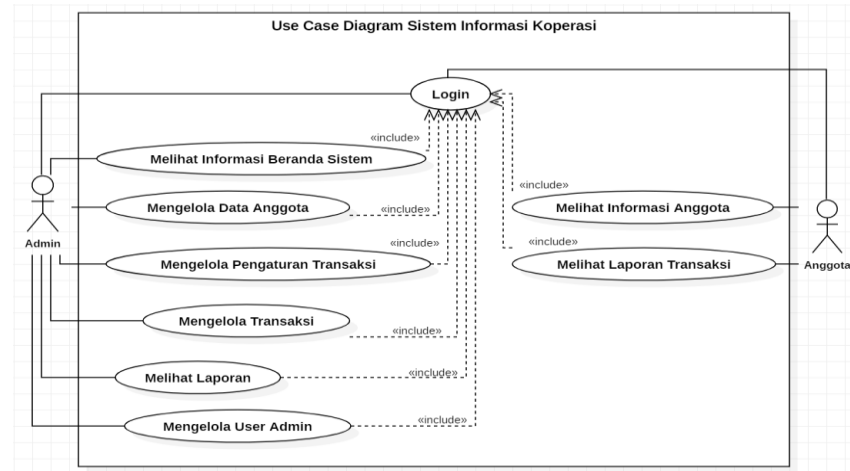 Use Case Diagram Sistem Informasi Koperasi
Login
«include»
Melihat Informasi Beranda Sistem
«include»
Mengelola Data Anggota
«include»
Melihat Informasi Anggota
Admin
«include»
«include»
Mengelola Pengaturan Transaksi
Melihat Laporan Transaksi
Anggota
Mengelola Transaksi
«include»
Melihat Laporan
«include»
Mengelola User Admin
«include»